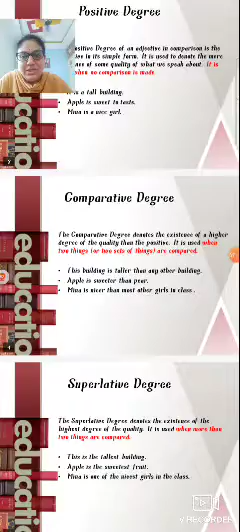 Positive Degree
ositive Degree of an adjective in comparison is the
ive in its simple form. It is used to denote the mere
nce of some quality of what we speak about. It is
when no comparison is made
t is a tall building.
• Apple is sweet to taste.
• Mina is a nice girl.
educatio
2
Comparative Degree
The Comparative Degree denotes the existence of a higher
degree of the quality than the positive. It is used when
two things (or two sets of things) are compared.
• This building is taller than any other building.
• Apple is sweeter than pear.
• Mina is nicer than most other girls in class.
educatio
Superlative Degree
The Superlative Degree denotes the existence of the
highest degree of the quality. It is used when more than
two things are compared.
• This is the tallest building.
• Apple is the sweetest fruit.
• Mina is one of the nicest girls in the class.
educatio
RECORDER